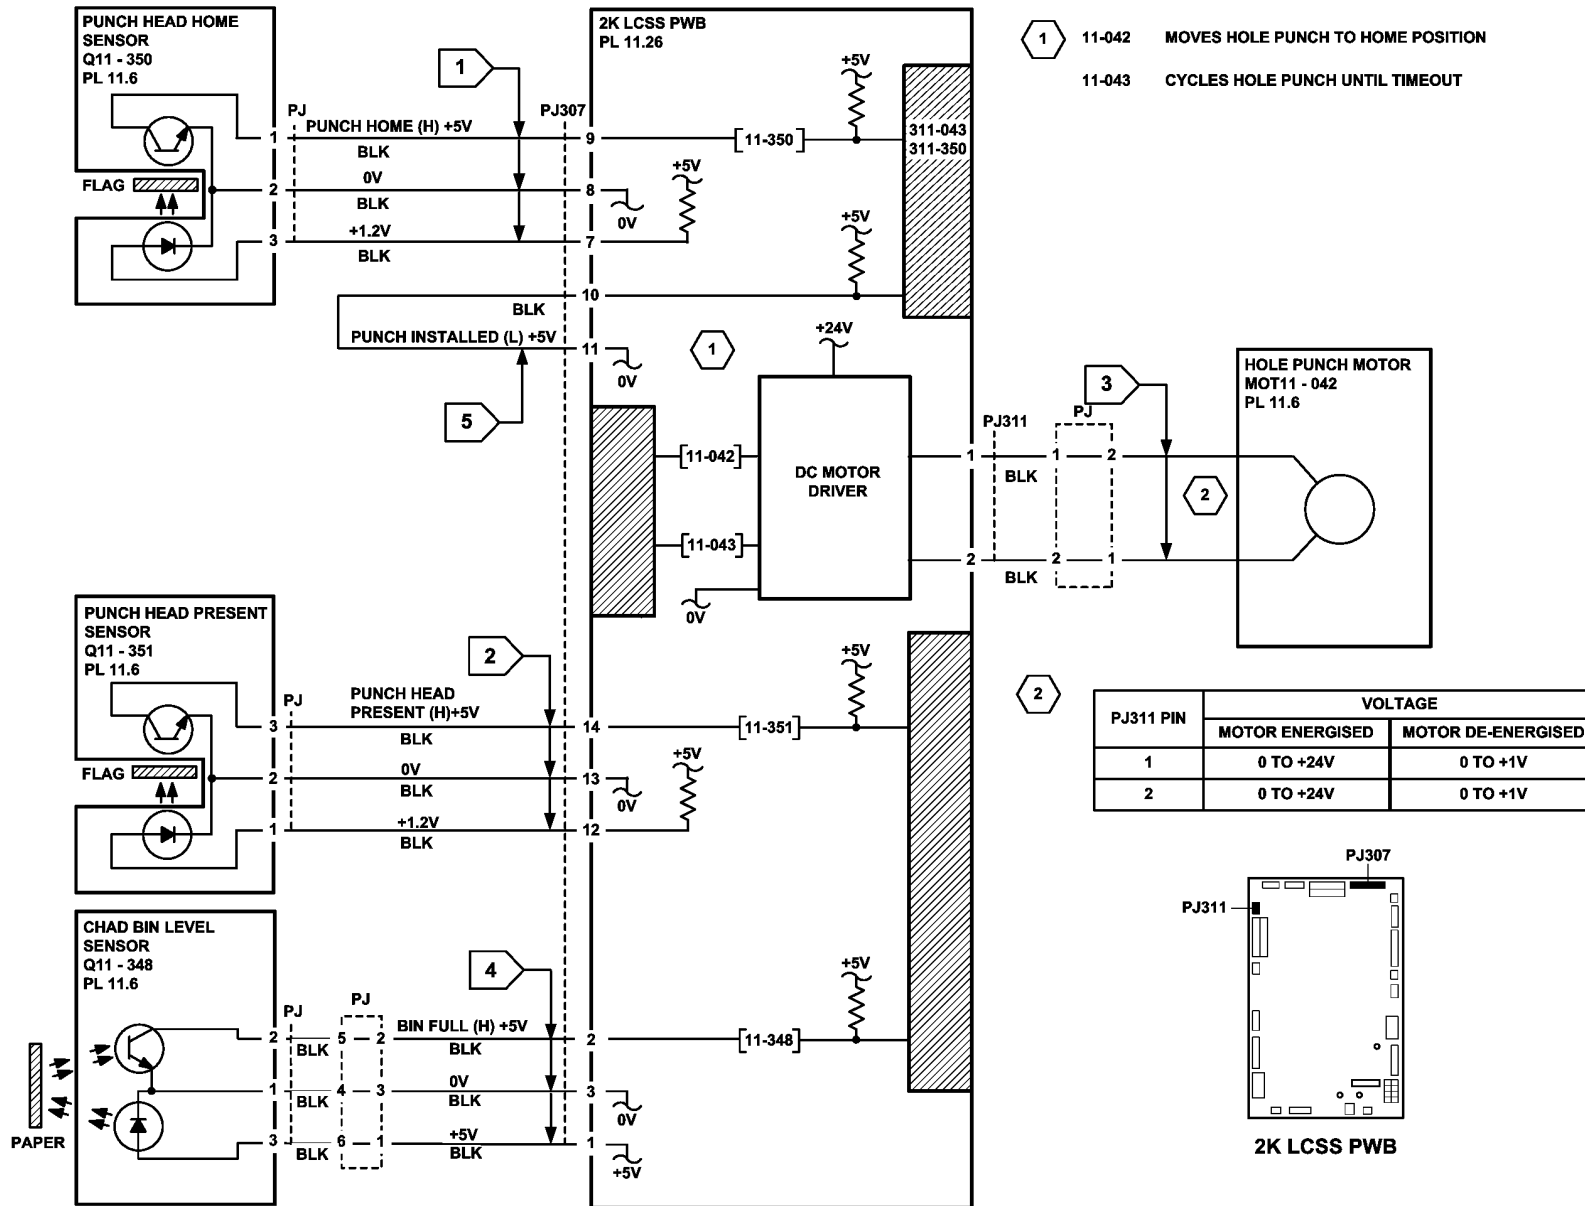 PUNCH HEAD HOME
SENSOR
Q11 - 350
PL 11.6
FLAG
1
2
3
PJ
PUNCH HOME (H) +5V
BLK
0V
BLK
+1.2V
BLK
1
PJ307
2K LCSS PWB
PL 11.26
9
8
7
10
11
[11-350]
+5V
0V
+5V
+5V
311-043
311-350
BLK
PUNCH INSTALLED (L) +5V
0V
5
1
+24V
[11-042]
[11-043]
0V
DC MOTOR
DRIVER
1
2
PJ311
BLK
BLK
PJ
1 2
2 1
3
2
HOLE PUNCH MOTOR
MOT11 - 042
PL 11.6
1
11-042 MOVES HOLE PUNCH TO HOME POSITION
11-043 CYCLES HOLE PUNCH UNTIL TIMEOUT
PUNCH HEAD PRESENT
SENSOR
Q11 - 351
PL 11.6
FLAG
3
2
1
PJ
PUNCH HEAD
PRESENT (H)+5V
BLK
0V
BLK
+1.2V
BLK
2
14
13
12
[11-351]
+5V
0V
+5V
2
PJ311 PIN VOLTAGE
MOTOR ENERGISED MOTOR DE-ENERGISED
1 0 TO +24V 0 TO +1V
2 0 TO +24V 0 TO +1V
CHAD BIN LEVEL
SENSOR
Q11 - 348
PL 11.6
PAPER
2
1
3
PJ
BLK
BLK
BLK
PJ
5 2
4 3
6 1
BIN FULL (H) +5V
BLK
0V
BLK
+5V
BLK
4
2
3
1
[11-348]
+5V
0V
+5V
PJ307
PJ311
2K LCSS PWB